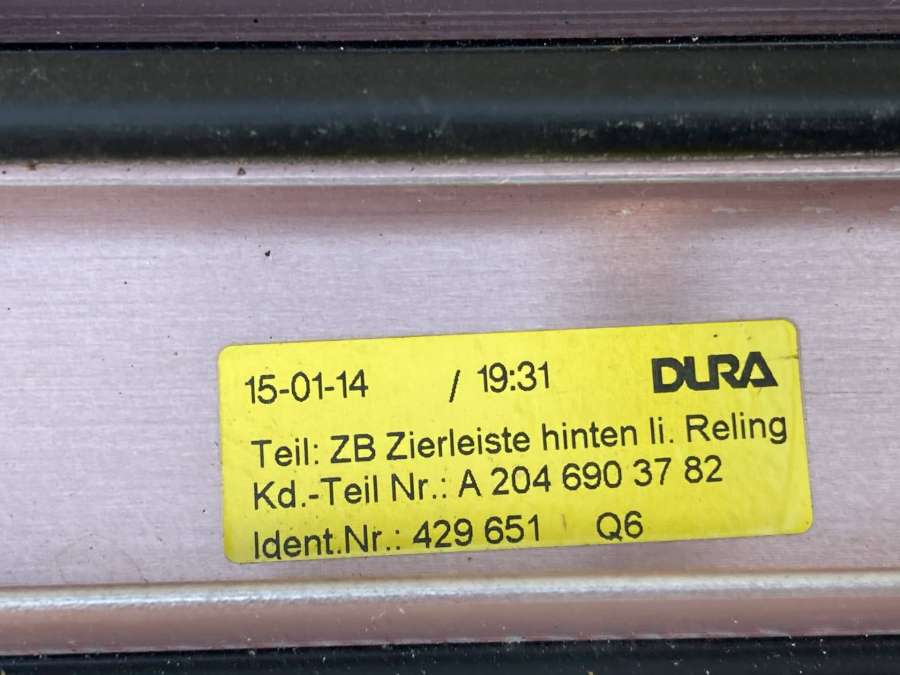 15-01-14 / 19:31 DURA
Teil: ZB Zierleiste hinten li. Reling
Kd.-Teil Nr.: A 204 690 37 82
Ident.Nr.: 429 651 Q6